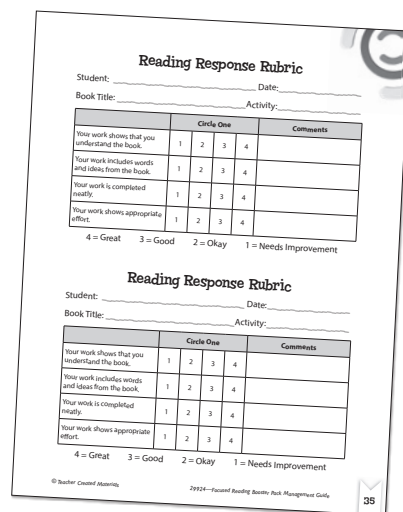 Reading Response Rubric
Student: Date:
Book Title: Activity:
Circle One Comments
Your work shows that you understand the book. 1 2 3 4
Your work includes words and ideas from the book. 1 2 3 4
Your work is completed neatly. 1 2 3 4
Your work shows appropriate effort. 1 2 3 4
4 = Great 3 = Good 2 = Okay 1 = Needs Improvement
Reading Response Rubric
Student: Date:
Book Title: Activity:
Circle One Comments
Your work shows that you understand the book. 1 2 3 4
Your work includes words and ideas from the book. 1 2 3 4
Your work is completed neatly. 1 2 3 4
Your work shows appropriate effort. 1 2 3 4
4 = Great 3 = Good 2 = Okay 1 = Needs Improvement
© Teacher Created Materials 29924—Focused Reading Booster Pack Management Guide 35